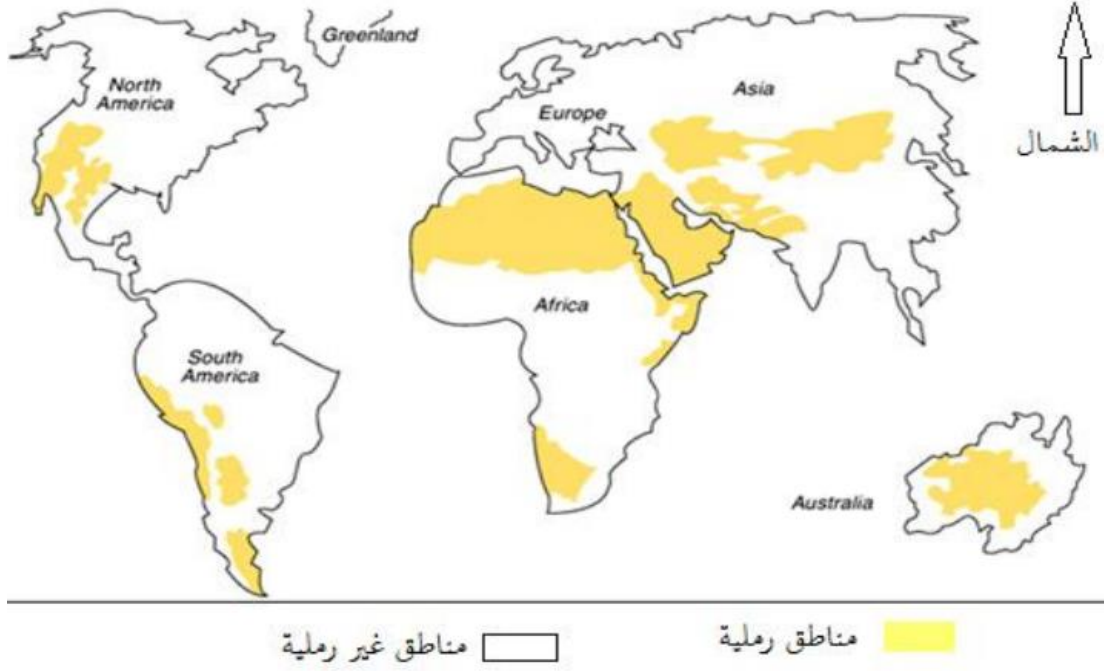 Greenland
North
America
Asia
Europe
الشمال
Africa
South
America
Australia
مناطق رملية
مناطق غير رملية